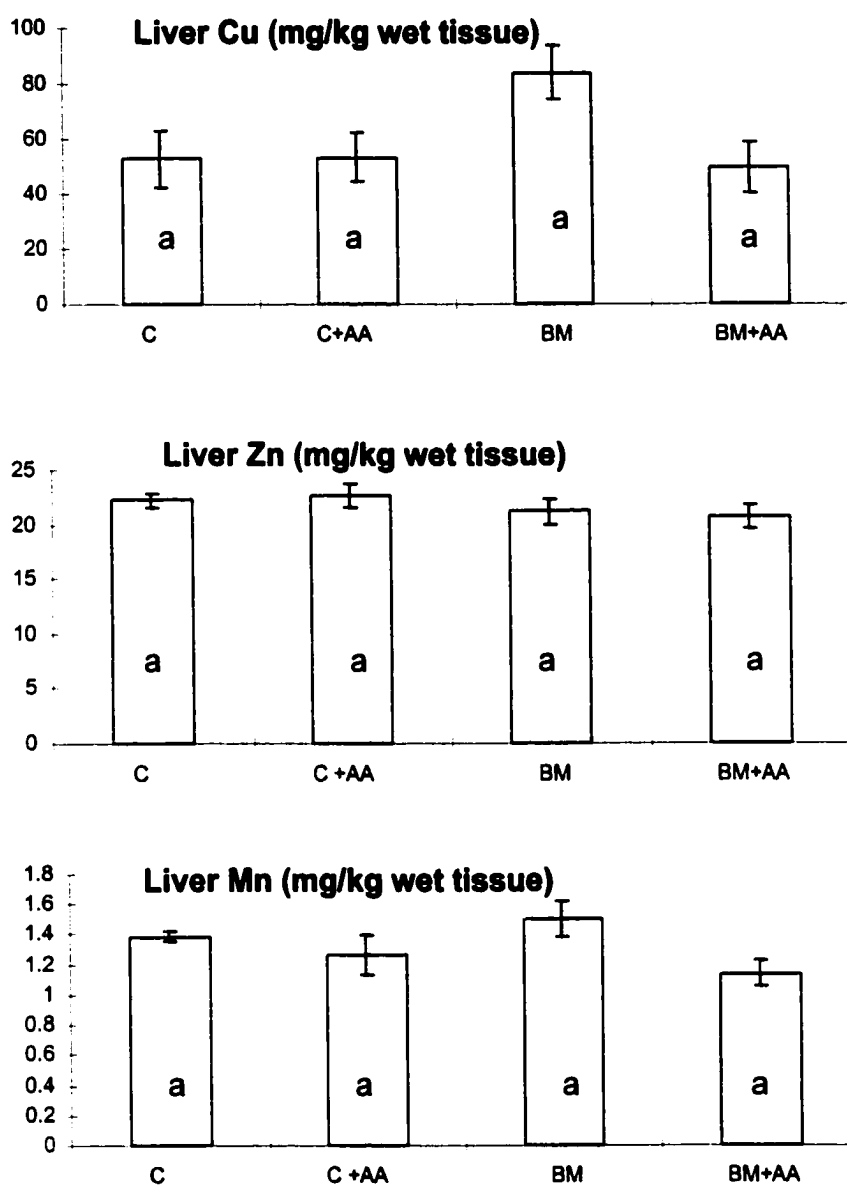 Liver Cu (mg/kg wet tissue)
100
80
60
40
20
0
a a a a
C C+AA BM BM+AA
Liver Zn (mg/kg wet tissue)
25
20
15
10
5
0
a a a a
C C +AA BM BM+AA
Liver Mn (mg/kg wet tissue)
1.8
1.6
1.4
1.2
1
0.8
0.6
0.4
0.2
0
a a a a
C C +AA BM BM+AA